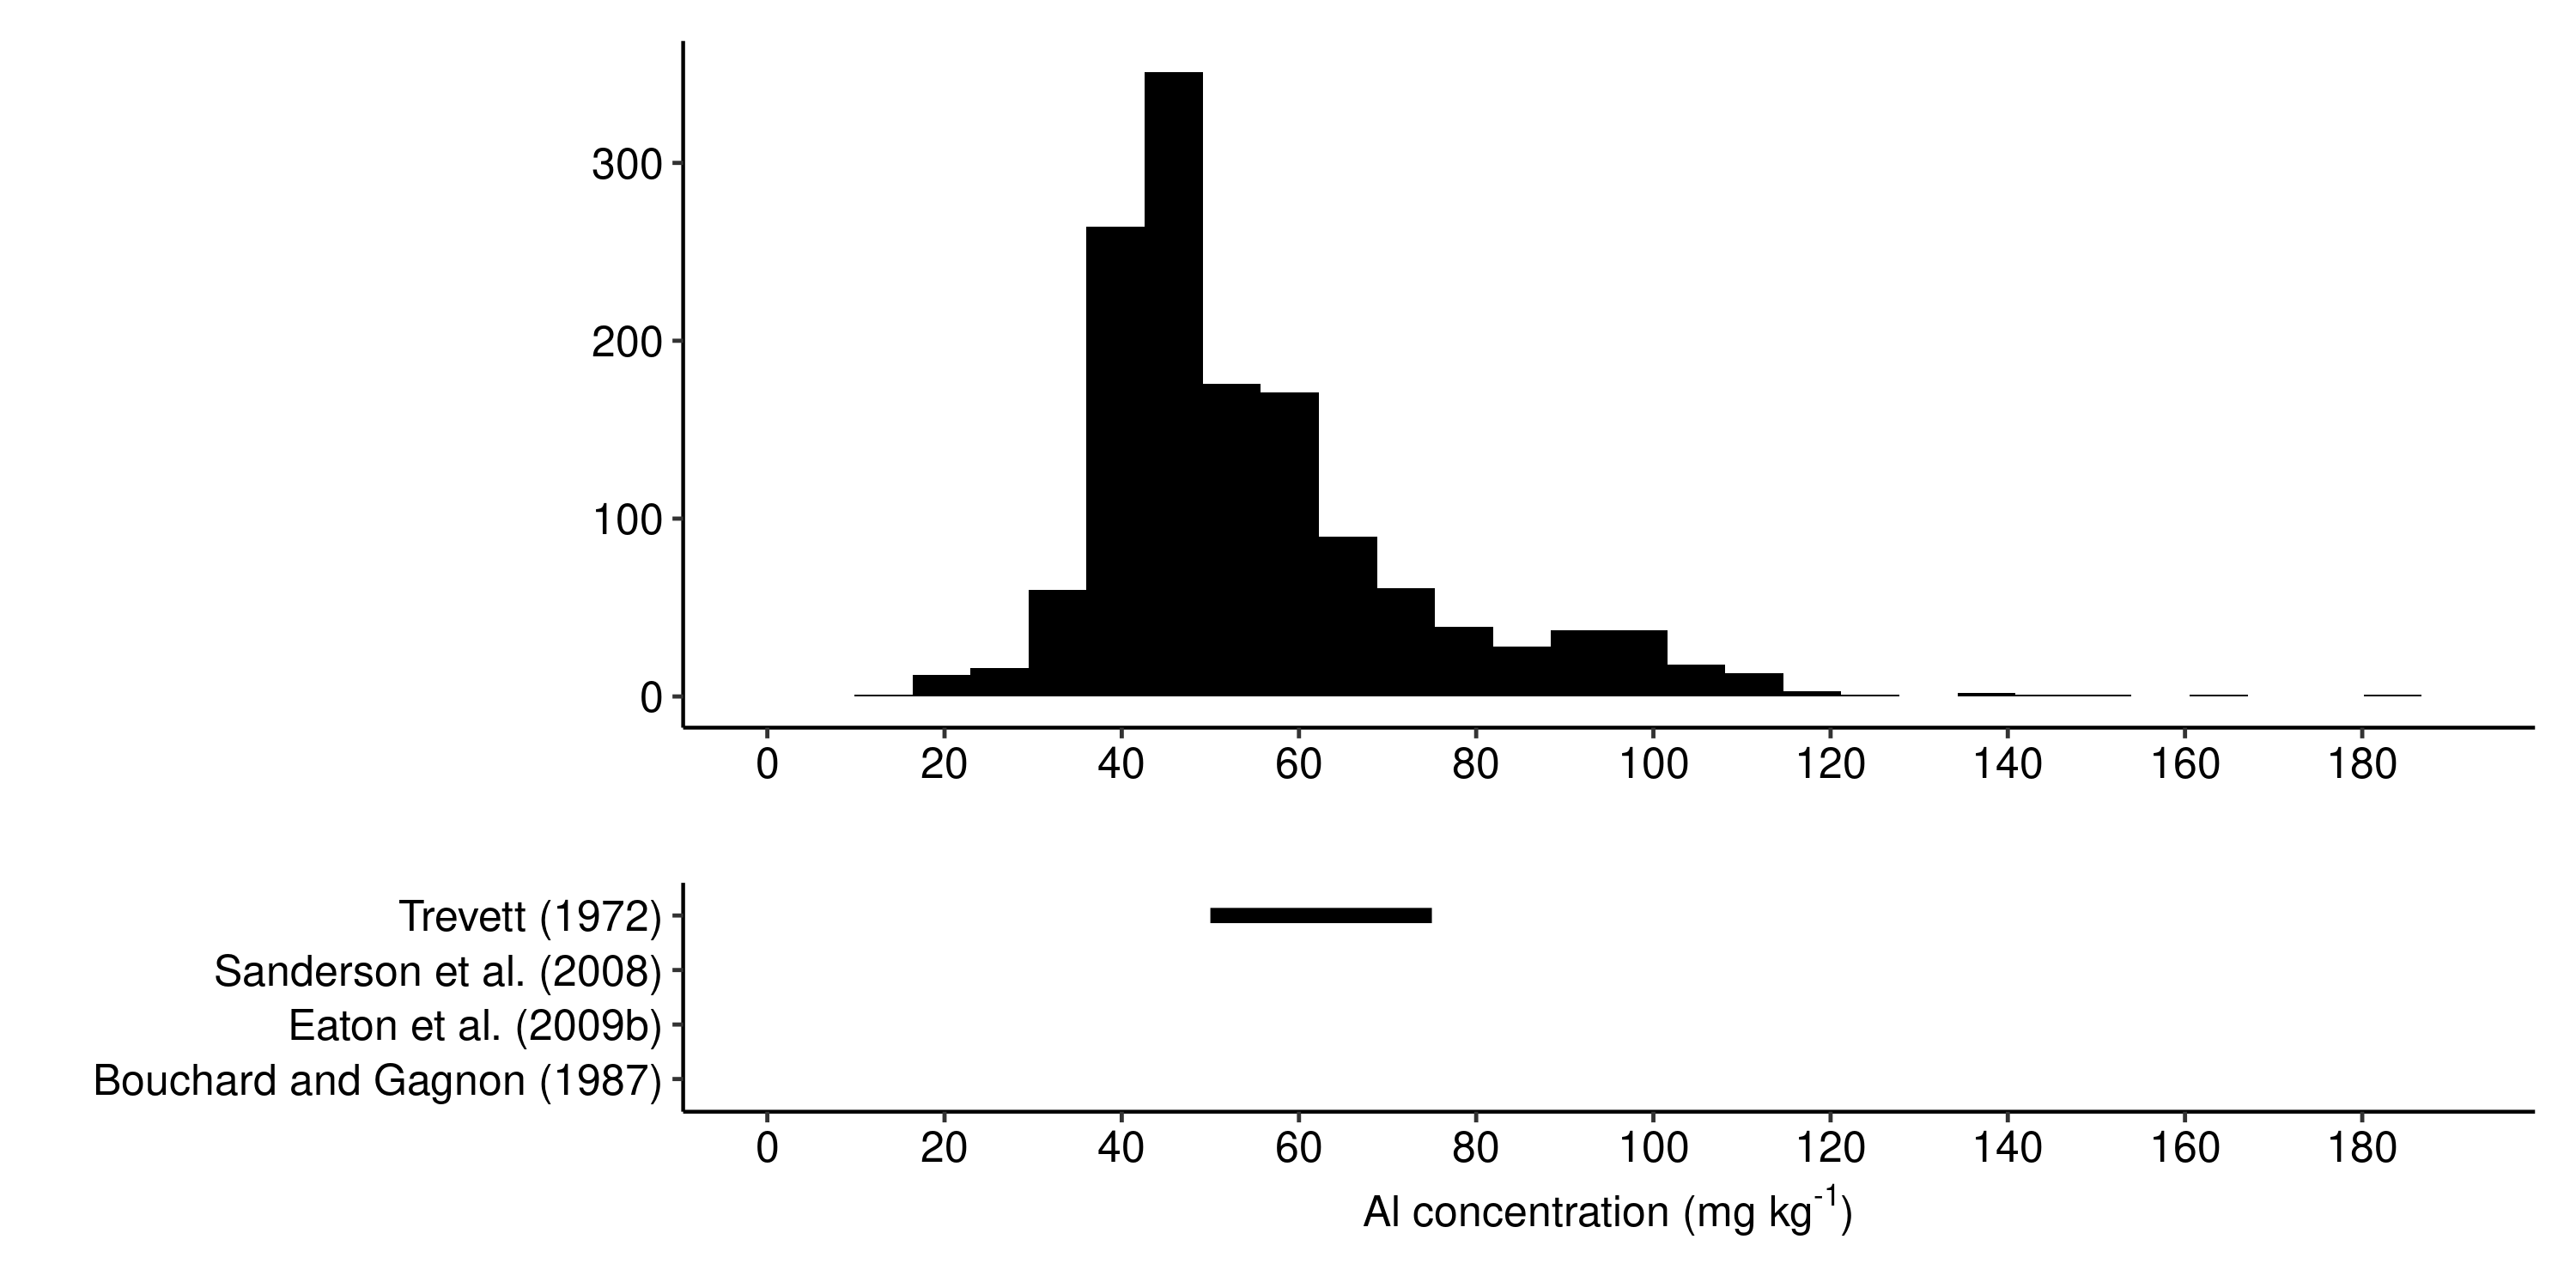 300
200
100
0
0 20 40 60 80 100 120 140 160 180
Trevett (1972)
Sanderson et al. (2008)
Eaton et al. (2009b)
Bouchard and Gagnon (1987)
0 20 40 60 80 100 120 140 160 180
Al concentration (mg kg⁻¹)